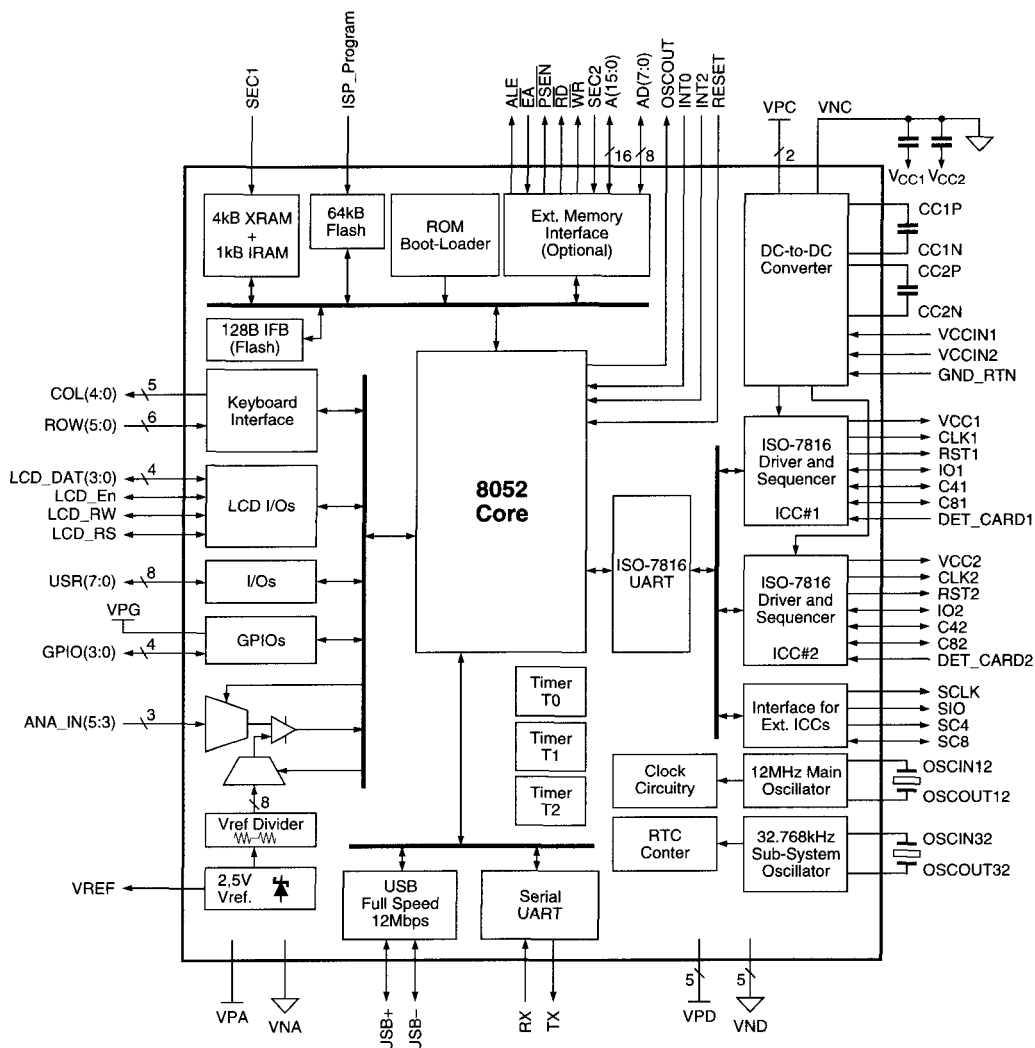 SEC1
ISP_Program
ALE
EA
PSEN
RD
WR
SEC2
A(15:0)
AD(7:0)
OSCOUT
INT0
INT2
RESET
16
8
VPC
VNC
2
VCC1
VCC2
4kB XRAM
+
1kB IRAM
64kB
Flash
ROM
Boot-Loader
Ext. Memory
Interface
(Optional)
DC-to-DC
Converter
CC1P
CC1N
CC2P
CC2N
VCCIN1
VCCIN2
GND_RTN
128B IFB
(Flash)
COL(4:0)
5
ROW(5:0)
6
Keyboard
Interface
LCD_DAT(3:0)
4
LCD_En
LCD_RW
LCD_RS
LCD I/Os
USR(7:0)
8
I/Os
VPG
GPIO(3:0)
4
GPIOs
ANA_IN(5:3)
3
8
Vref Divider
VREF
2,5V
Vref.
8052
Core
ISO-7816
UART
ISO-7816
Driver and
Sequencer
ICC#1
VCC1
CLK1
RST1
IO1
C41
C81
DET_CARD1
ISO-7816
Driver and
Sequencer
ICC#2
VCC2
CLK2
RST2
IO2
C42
C82
DET_CARD2
Interface for
Ext. ICCs
SCLK
SIO
SC4
SC8
Timer
T0
Timer
T1
Timer
T2
Clock
Circuitry
12MHz Main
Oscillator
OSCIN12
OSCOUT12
RTC
Conter
32.768kHz
Sub-System
Oscillator
OSCIN32
OSCOUT32
USB
Full Speed
12Mbps
Serial
UART
VPA
VNA
USB+
USB−
RX
TX
5
VPD
5
VND